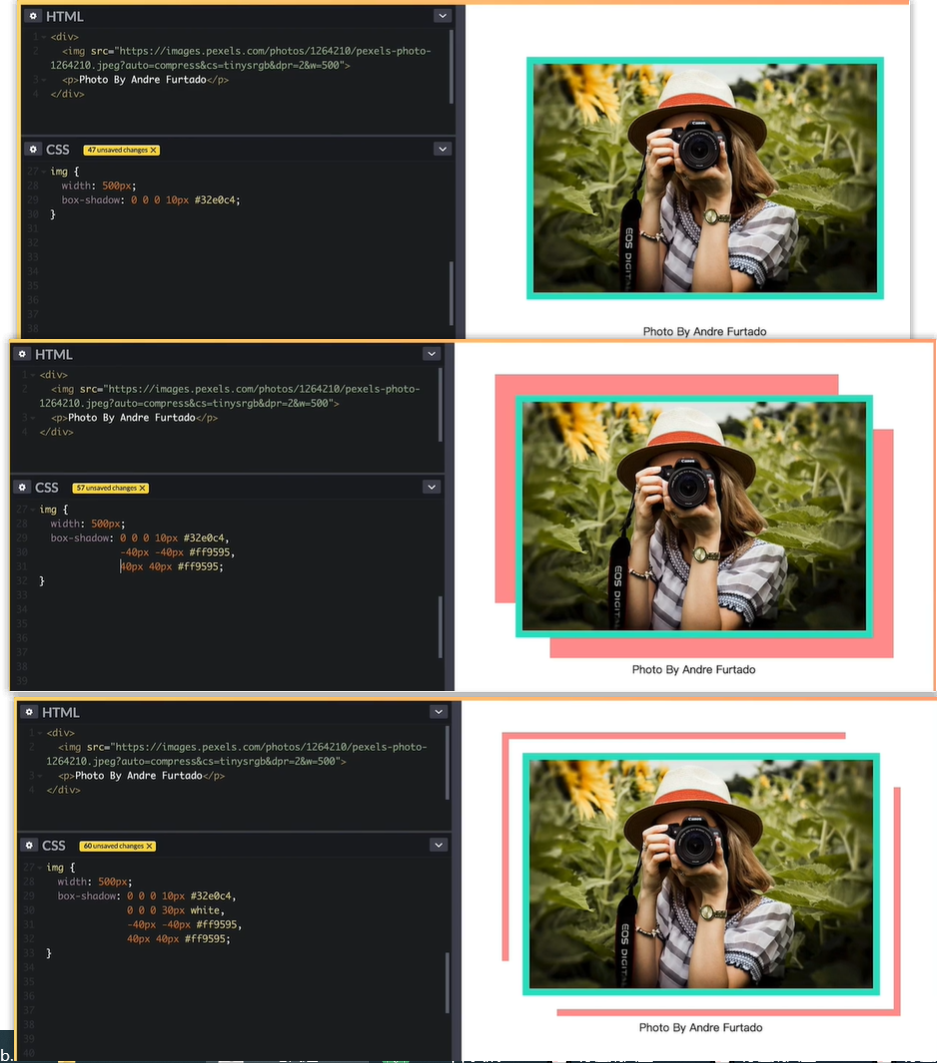 HTML
1 <div>
2 <img src="https://images.pexels.com/photos/1264210/pexels-photo-
1264210.jpeg?auto=compress&cs=tinysrgb&dpr=2&w=500">
3 <p>Photo By Andre Furtado</p>
4 </div>
CSS 47 unsaved changes X
27 img {
28 width: 500px;
29 box-shadow: 0 0 0 10px #32e0c4;
30 }
31
32
33
34
35
36
37
38
Canon
EOS DIGITAL
Photo By Andre Furtado
HTML
1 <div>
2 <img src="https://images.pexels.com/photos/1264210/pexels-photo-
1264210.jpeg?auto=compress&cs=tinysrgb&dpr=2&w=500">
3 <p>Photo By Andre Furtado</p>
4 </div>
CSS 57 unsaved changes X
27 img {
28 width: 500px;
29 box-shadow: 0 0 0 10px #32e0c4,
30 -40px -40px #ff9595,
31 40px 40px #ff9595;
32 }
33
34
35
36
37
38
39
Canon
EOS DIGITAL
Photo By Andre Furtado
HTML
1 <div>
2 <img src="https://images.pexels.com/photos/1264210/pexels-photo-
1264210.jpeg?auto=compress&cs=tinysrgb&dpr=2&w=500">
3 <p>Photo By Andre Furtado</p>
4 </div>
CSS 60 unsaved changes X
27 img {
28 width: 500px;
29 box-shadow: 0 0 0 10px #32e0c4,
30 0 0 0 30px white,
31 -40px -40px #ff9595,
32 40px 40px #ff9595;
33 }
34
35
36
37
38
39
40
Canon
EOS DIGITAL
Photo By Andre Furtado
b.